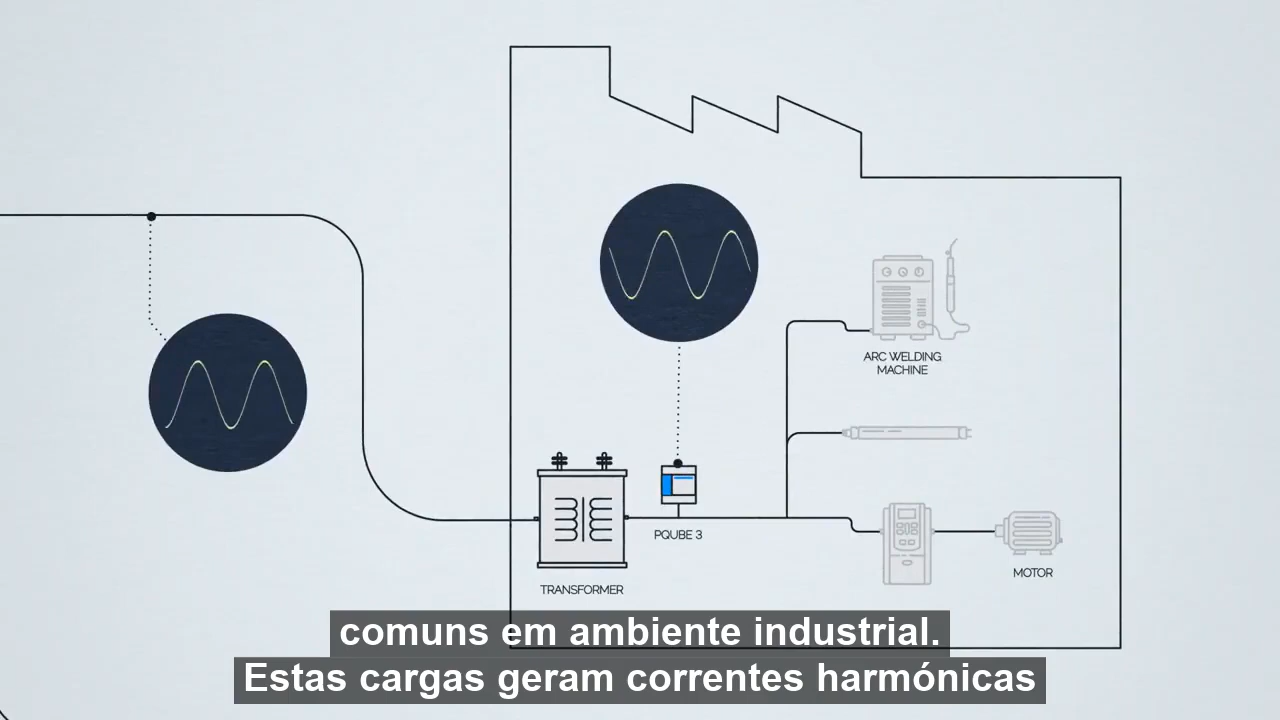 ARC WELDING
MACHINE
PQUBE 3
MOTOR
TRANSFORMER
comuns em ambiente industrial.
Estas cargas geram correntes harmónicas